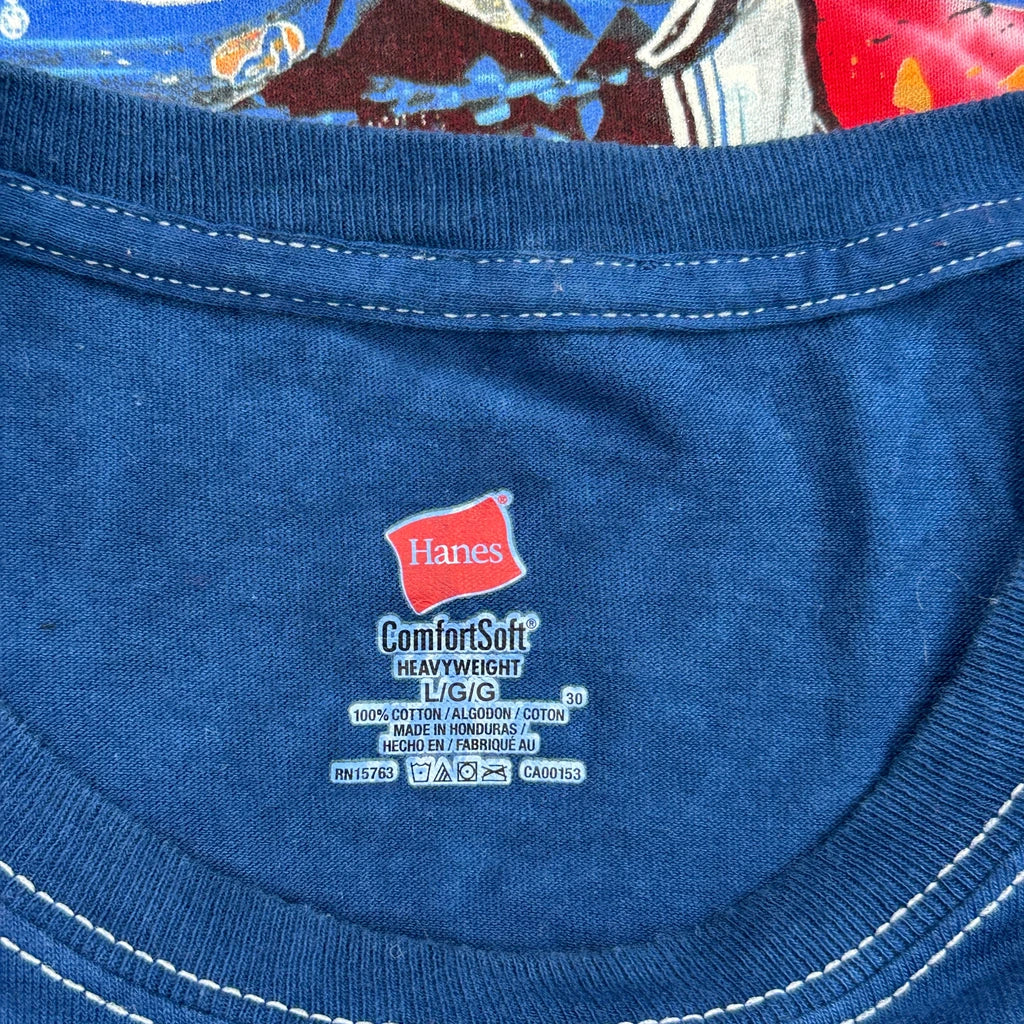 Hanes®
ComfortSoft®
HEAVYWEIGHT
L/G/G
30
100% COTTON / ALGODON / COTON
MADE IN HONDURAS /
HECHO EN / FABRIQUÉ AU
RN15763 CA00153